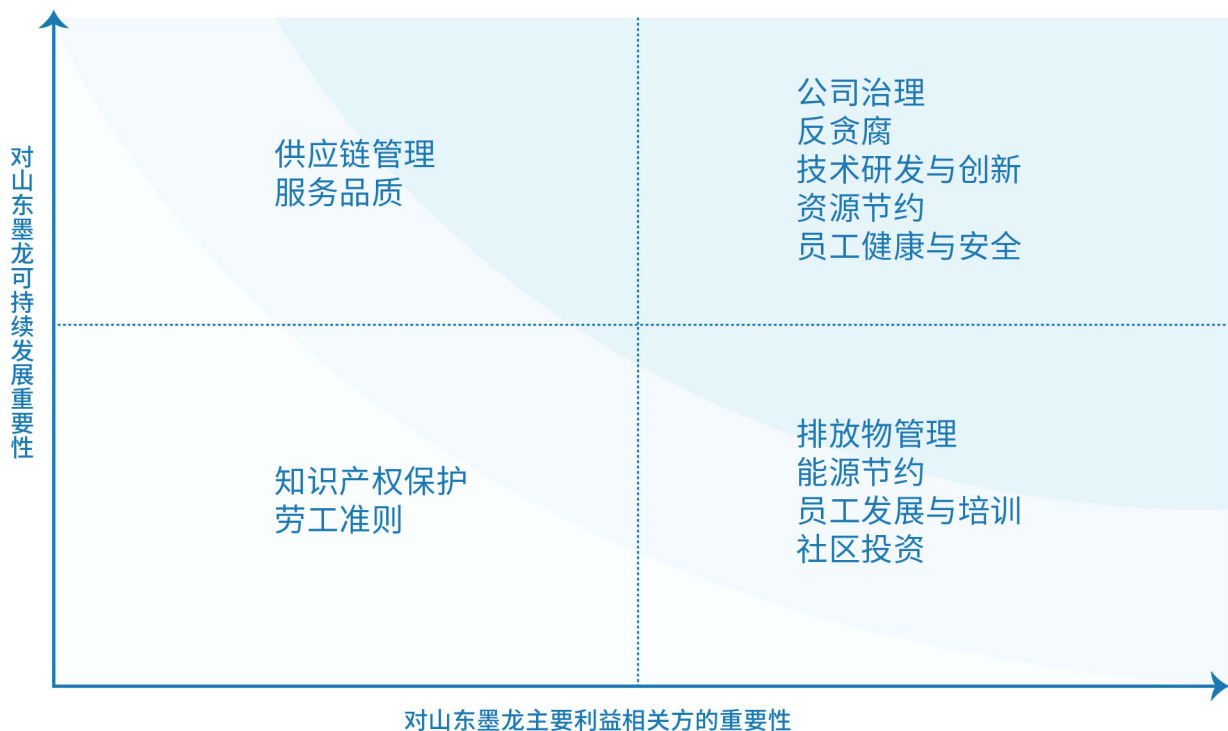 对山东墨龙可持续发展重要性
供应链管理
服务品质
公司治理
反贪腐
技术研发与创新
资源节约
员工健康与安全
知识产权保护
劳工准则
排放物管理
能源节约
员工发展与培训
社区投资
对山东墨龙主要利益相关方的重要性